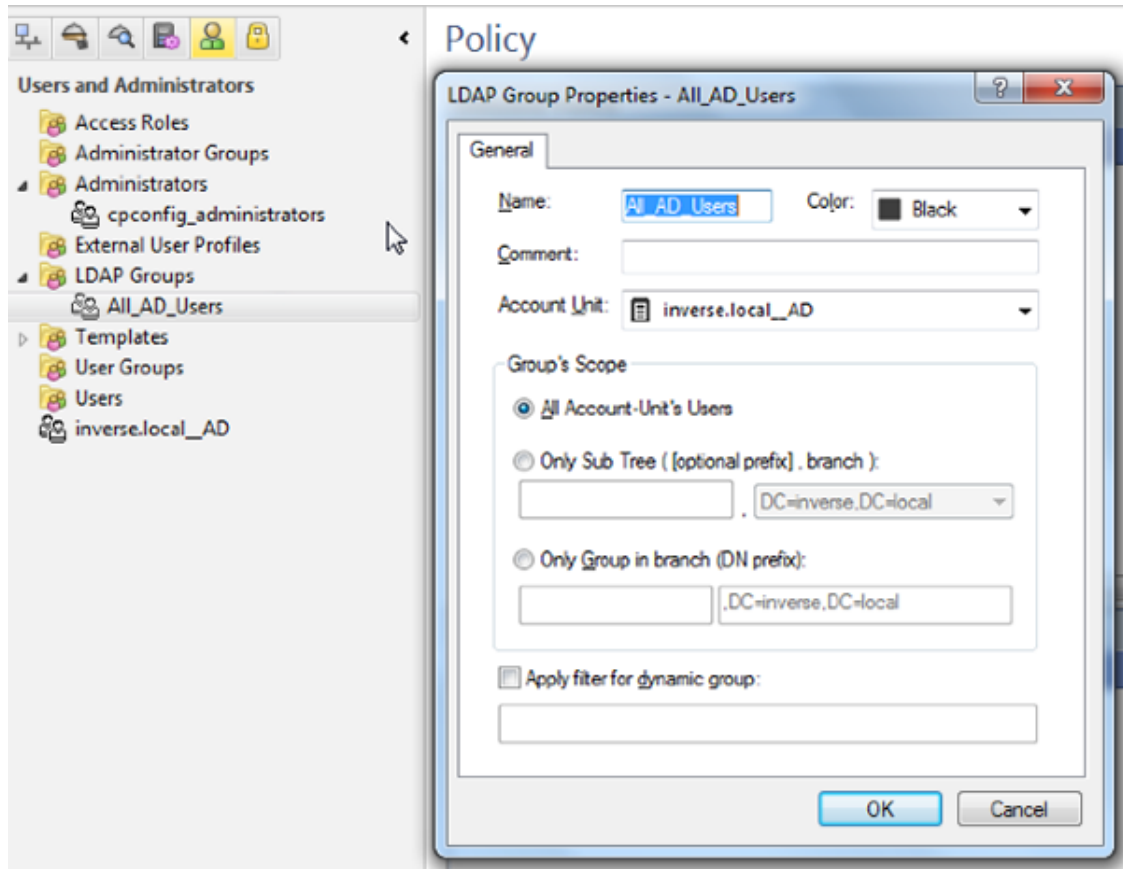 Policy
Users and Administrators
Access Roles
Administrator Groups
Administrators
cpconfig_administrators
External User Profiles
LDAP Groups
All_AD_Users
Templates
User Groups
Users
inverse.local__AD
LDAP Group Properties - All_AD_Users
General
Name: All_AD_Users Color: Black
Comment:
Account Unit: inverse.local__AD
Group's Scope
All Account-Unit's Users
Only Sub Tree ( [optional prefix] , branch ):
, DC=inverse,DC=local
Only Group in branch (DN prefix):
,DC=inverse,DC=local
Apply filter for dynamic group:
OK Cancel